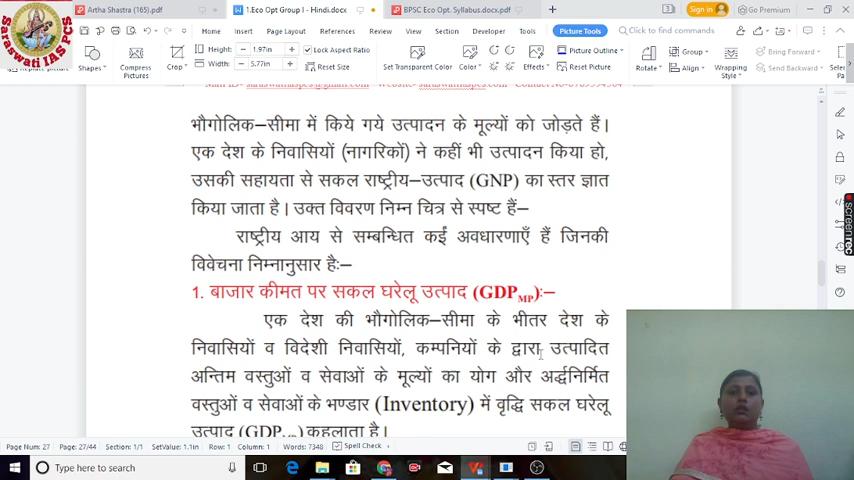 Artha Shastra (165).pdf
1.Eco Opt Group I - Hindi.docx
BPSC Eco Opt. Syllabus.docx
Sign in
Go Premium
Saraswati IAS PCS
Home Insert Page Layout References Review View Section Developer Tools Picture Tools Click to find commands
Height: 1.97in
Lock Aspect Ratio
Width: 5.77in
Reset Size
Shapes
Compress
Pictures
Crop
Set Transparent Color
Color
Effects
Picture Outline
Reset Picture
Rotate
Group
Align
Wrapping
Style
Bring Forward
Send Backward
भौगोलिक–सीमा में किये गये उत्पादन के मूल्यों को जोड़ते हैं।
एक देश के निवासियों (नागरिकों) ने कहीं भी उत्पादन किया हो,
उसकी सहायता से सकल राष्ट्रीय–उत्पाद (GNP) का स्तर ज्ञात
किया जाता है। उक्त विवरण निम्न चित्र से स्पष्ट हैं–
राष्ट्रीय आय से सम्बन्धित कईं अवधारणाएँ हैं जिनकी
विवेचना निम्नानुसार हैः–
1. बाजार कीमत पर सकल घरेलू उत्पाद (GDPMP):–
एक देश की भौगोलिक–सीमा के भीतर देश के
निवासियों व विदेशी निवासियों, कम्पनियों के द्वारा उत्पादित
अन्तिम वस्तुओं व सेवाओं के मूल्यों का योग और अर्द्धनिर्मित
वस्तुओं व सेवाओं के भण्डार (Inventory) में वृद्धि सकल घरेलू
उत्पाद (GDPMP) कहलाता है।
screenrec
Page Num: 27 Page: 27/44 Section: 1/1 SetValue: 1.1in Row: 1 Column: 1 Words: 7348 Spell Check
Type here to search